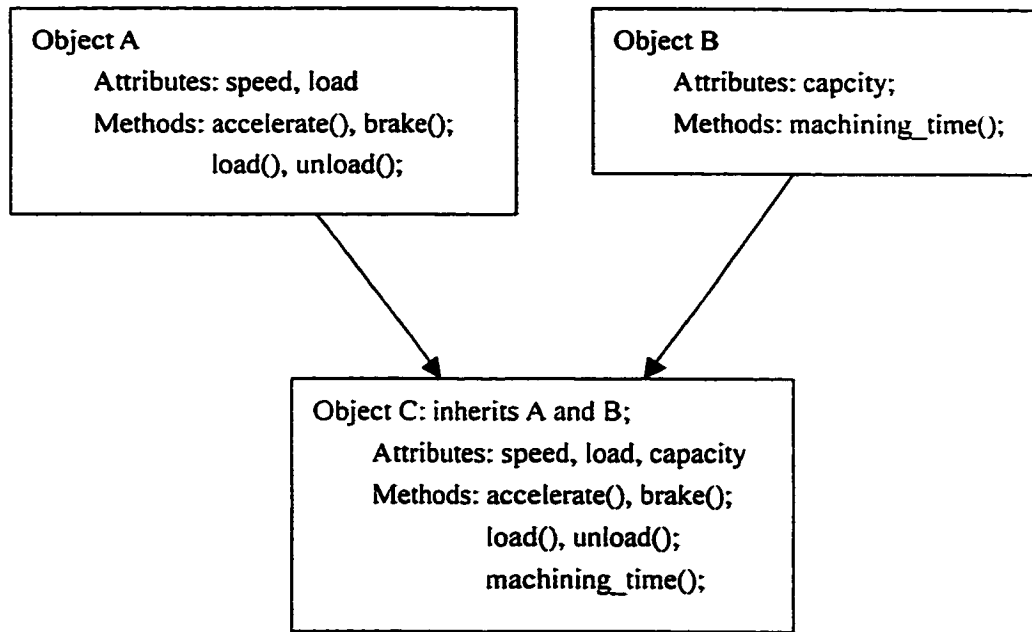 Object A
Attributes: speed, load
Methods: accelerate(), brake();
load(), unload();
Object B
Attributes: capcity;
Methods: machining_time();
Object C: inherits A and B;
Attributes: speed, load, capacity
Methods: accelerate(), brake();
load(), unload();
machining_time();